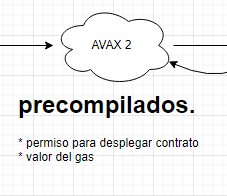 AVAX 2
precompilados.
* permiso para desplegar contrato
* valor del gas